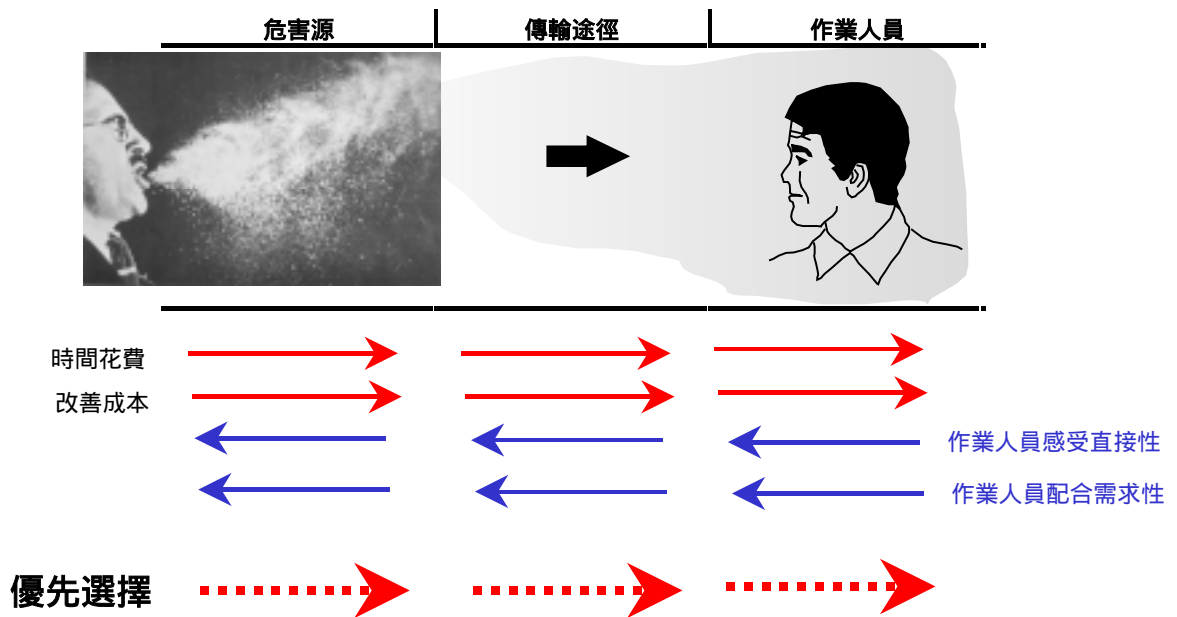 危害源
傳輸途徑
作業人員
時間花費
改善成本
作業人員感受直接性
作業人員配合需求性
優先選擇